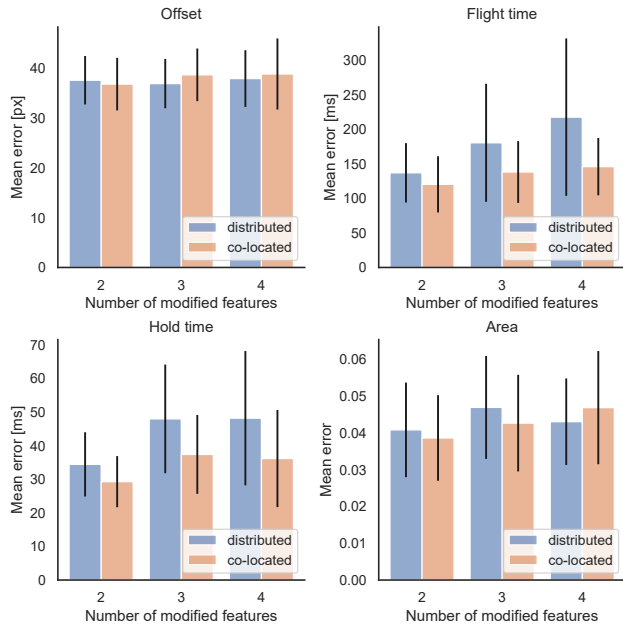 Offset
Mean error [px]
40
30
20
10
0
distributed
co-located
2 3 4
Number of modified features
Flight time
Mean error [ms]
300
250
200
150
100
50
0
distributed
co-located
2 3 4
Number of modified features
Hold time
Mean error [ms]
70
60
50
40
30
20
10
0
distributed
co-located
2 3 4
Number of modified features
Area
Mean error
0.06
0.05
0.04
0.03
0.02
0.01
0.00
distributed
co-located
2 3 4
Number of modified features